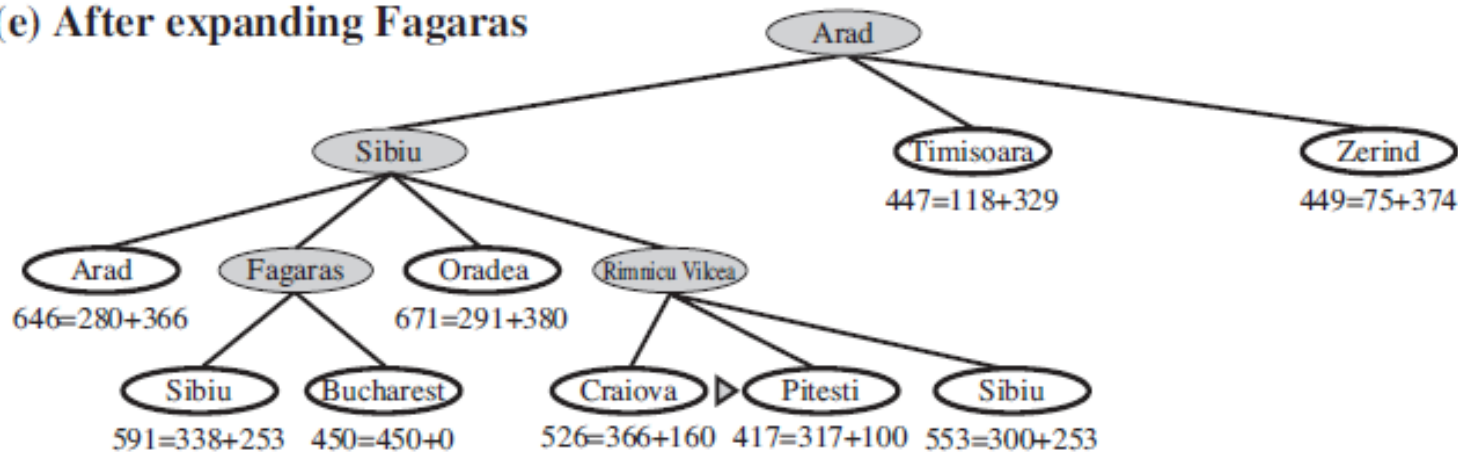 (e) After expanding Fagaras
Arad
Sibiu
Timisoara
Zerind
447=118+329
449=75+374
Arad
Fagaras
Oradea
Rimnicu Vilcea
646=280+366
671=291+380
Sibiu
Bucharest
Craiova
Pitesti
Sibiu
591=338+253
450=450+0
526=366+160
417=317+100
553=300+253